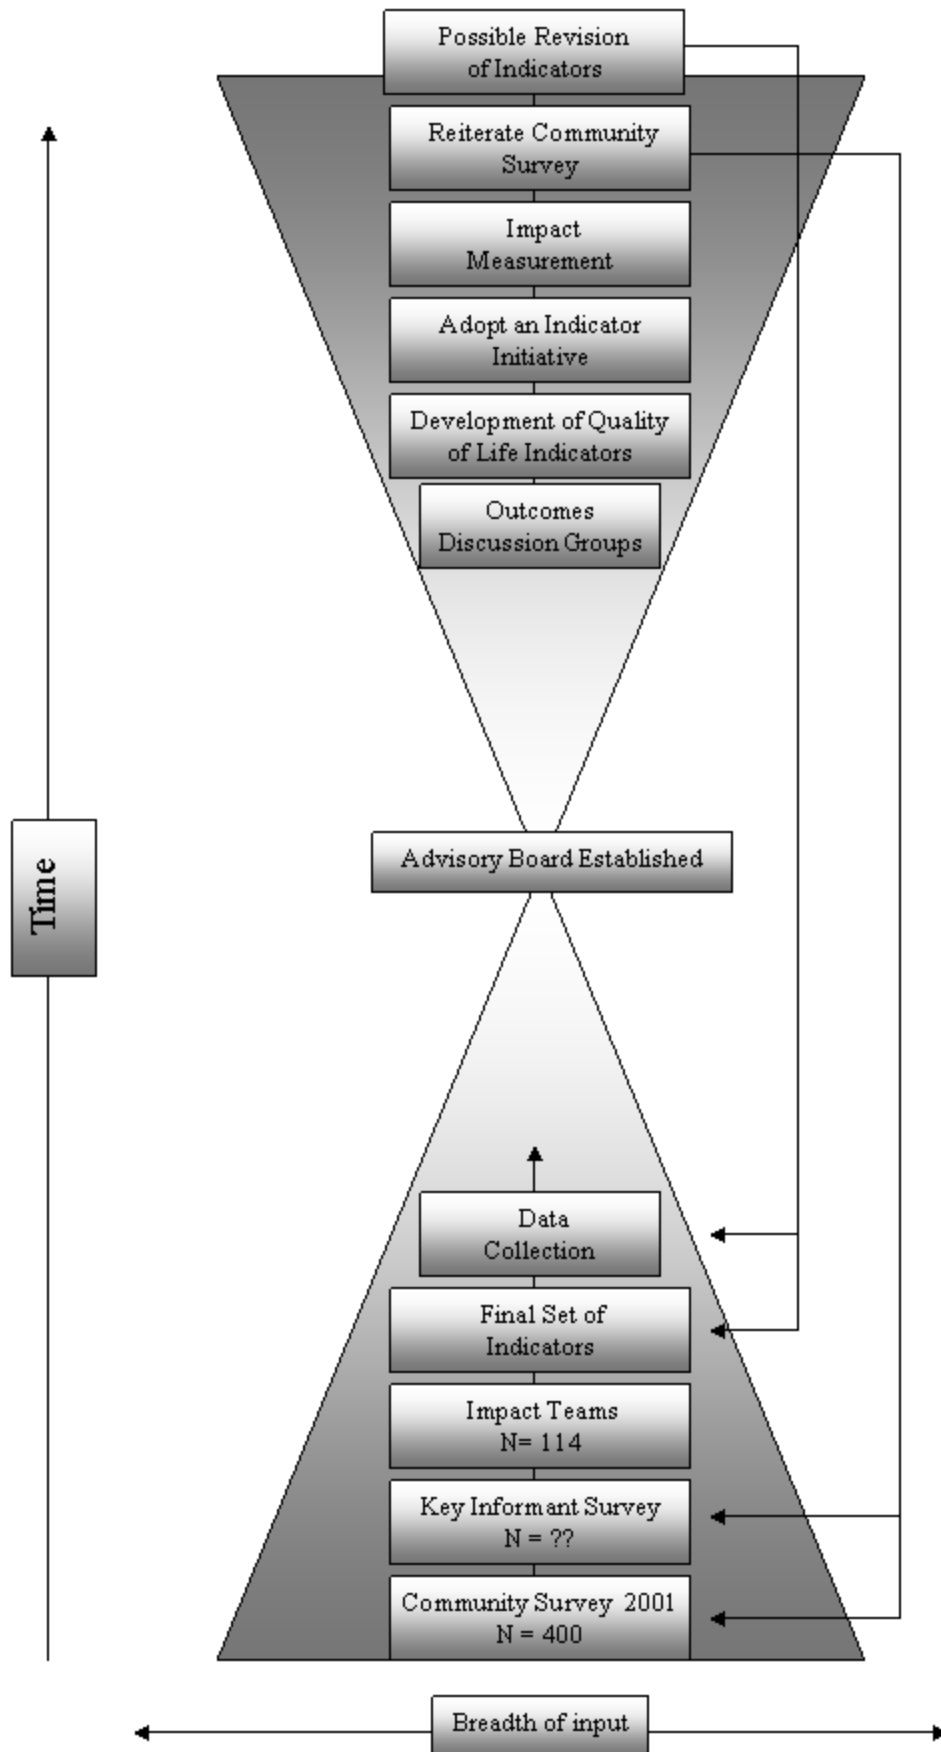 Possible Revision
of Indicators
Reiterate Community
Survey
Impact
Measurement
Adopt an Indicator
Initiative
Development of Quality
of Life Indicators
Outcomes
Discussion Groups
Advisory Board Established
Time
Data
Collection
Final Set of
Indicators
Impact Teams
N= 114
Key Informant Survey
N = ??
Community Survey 2001
N = 400
Breadth of input